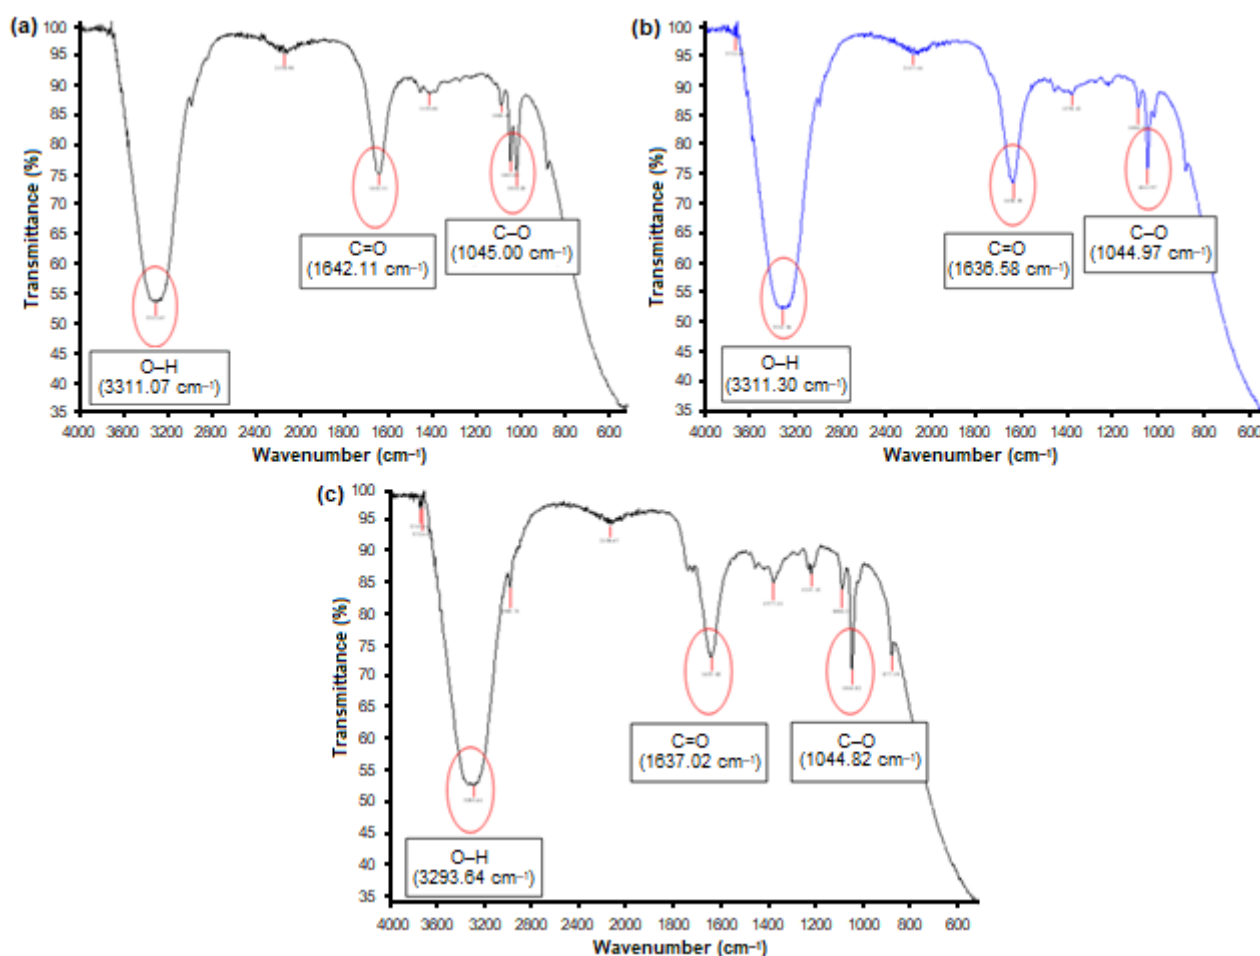 (a)
Transmittance (%)
100
95
90
85
80
75
70
65
60
55
50
45
40
35
C=O
(1642.11 cm⁻¹)
C–O
(1045.00 cm⁻¹)
O–H
(3311.07 cm⁻¹)
4000 3600 3200 2800 2400 2000 1600 1400 1200 1000 800 600
Wavenumber (cm⁻¹)
(b)
Transmittance (%)
100
95
90
85
80
75
70
65
60
55
50
45
40
35
C=O
(1636.58 cm⁻¹)
C–O
(1044.97 cm⁻¹)
O–H
(3311.30 cm⁻¹)
4000 3600 3200 2800 2400 2000 1800 1600 1400 1200 1000 800 600
Wavenumber (cm⁻¹)
(c)
Transmittance (%)
100
95
90
85
80
75
70
65
60
55
50
45
40
35
C=O
(1637.02 cm⁻¹)
C–O
(1044.82 cm⁻¹)
O–H
(3293.64 cm⁻¹)
4000 3600 3200 2800 2400 2000 1800 1600 1400 1200 1000 800 600
Wavenumber (cm⁻¹)